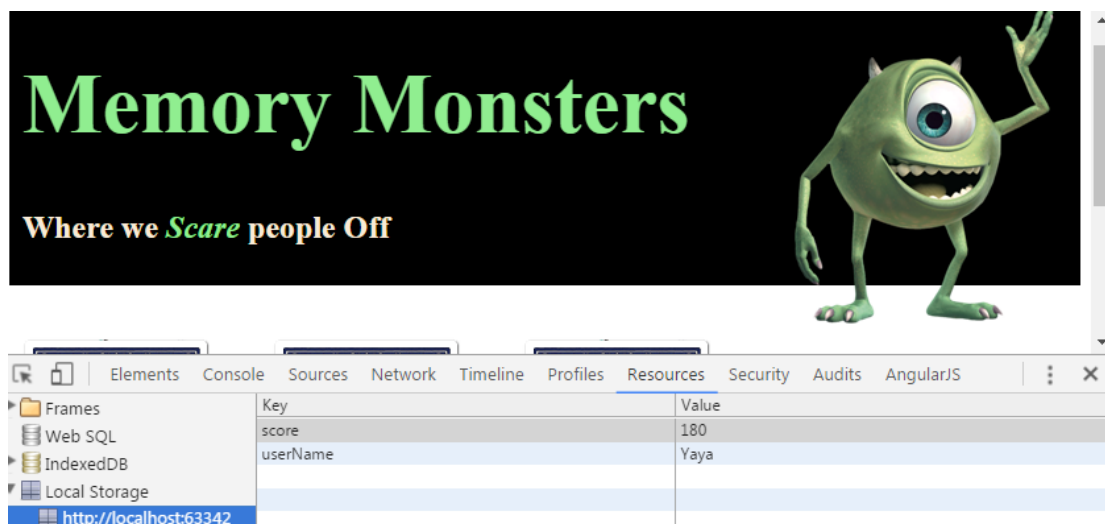 Memory Monsters
Where we Scare people Off
Elements Console Sources Network Timeline Profiles Resources Security Audits AngularJS
Frames
Web SQL
IndexedDB
Local Storage
http://localhost:63342
Key Value
score 180
userName Yaya